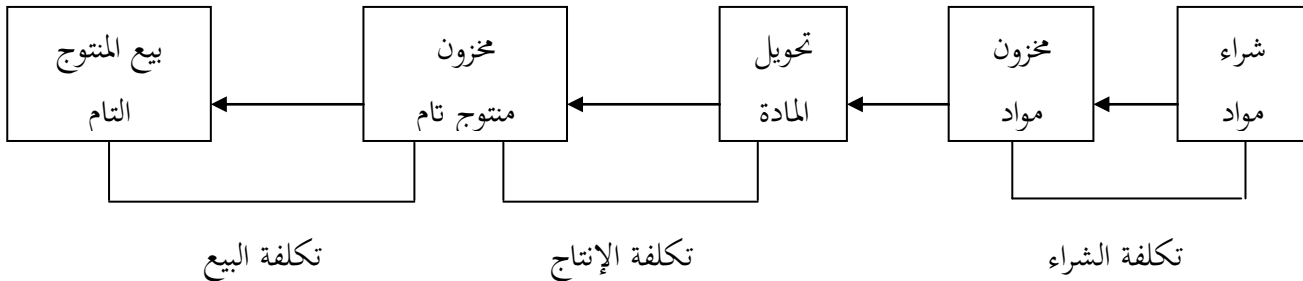 شراء
مواد
مخزون
مواد
تحويل
المادة
مخزون
منتوج تام
بيع المنتوج
التام
تكلفة الشراء
تكلفة الإنتاج
تكلفة البيع